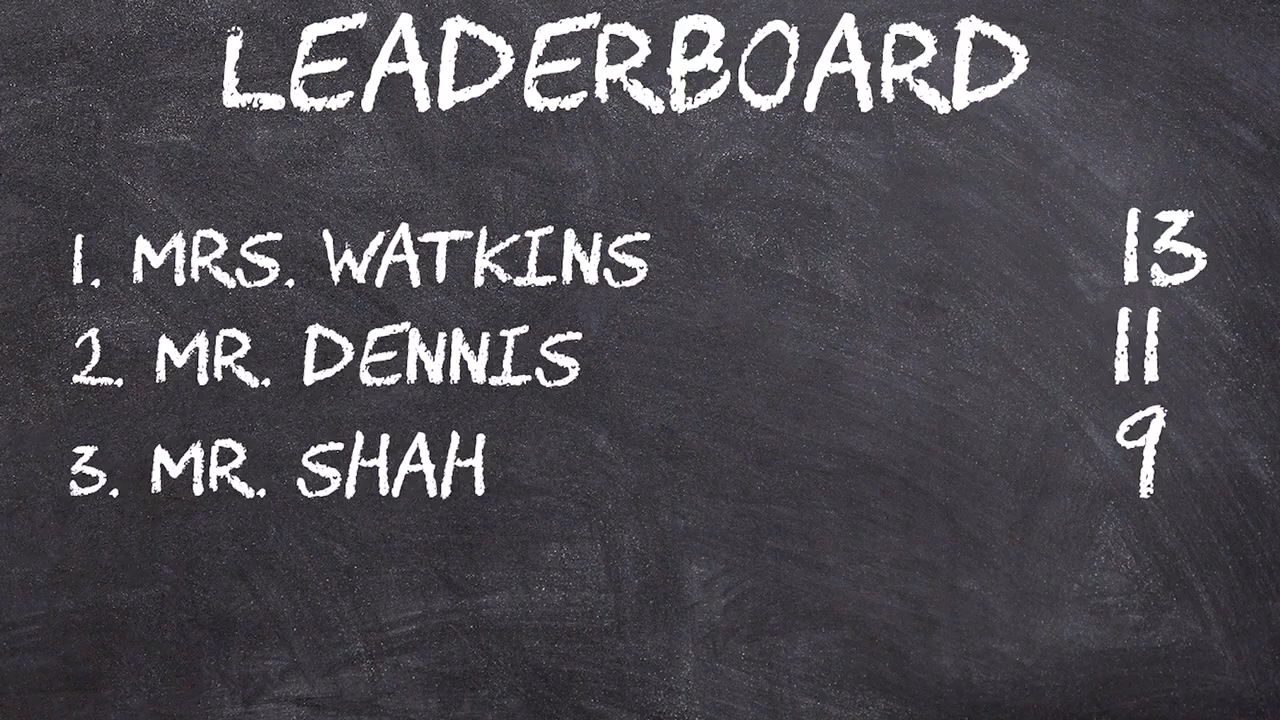 LEADERBOARD
1. MRS. WATKINS 13
2. MR. DENNIS 11
3. MR. SHAH 9